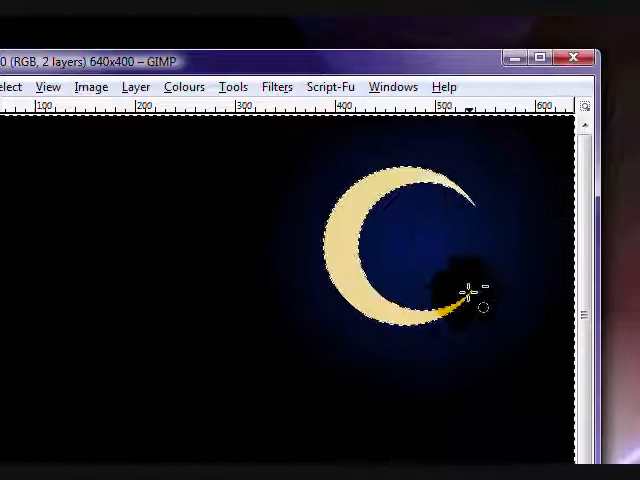 0 (RGB, 2 layers) 640x400 – GIMP
elect View Image Layer Colours Tools Filters Script-Fu Windows Help
100 200 300 400 500 600